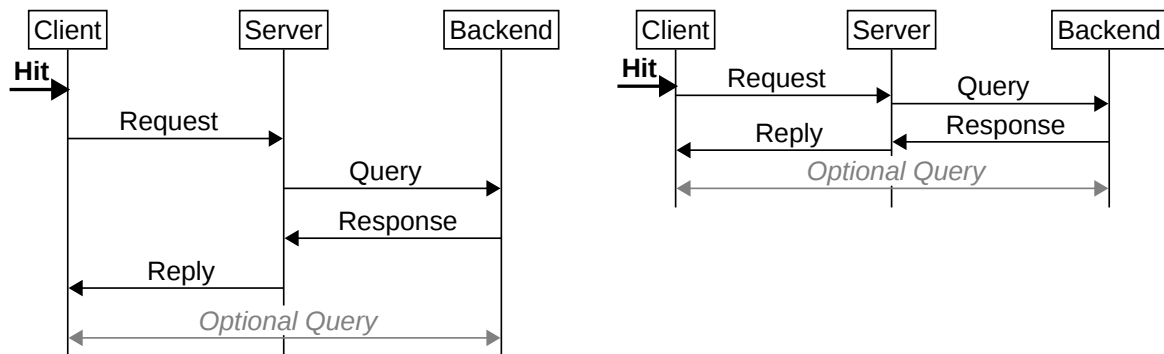 Client
Server
Backend
Hit
Request
Query
Response
Reply
Optional Query
Client
Server
Backend
Hit
Request
Query
Response
Reply
Optional Query